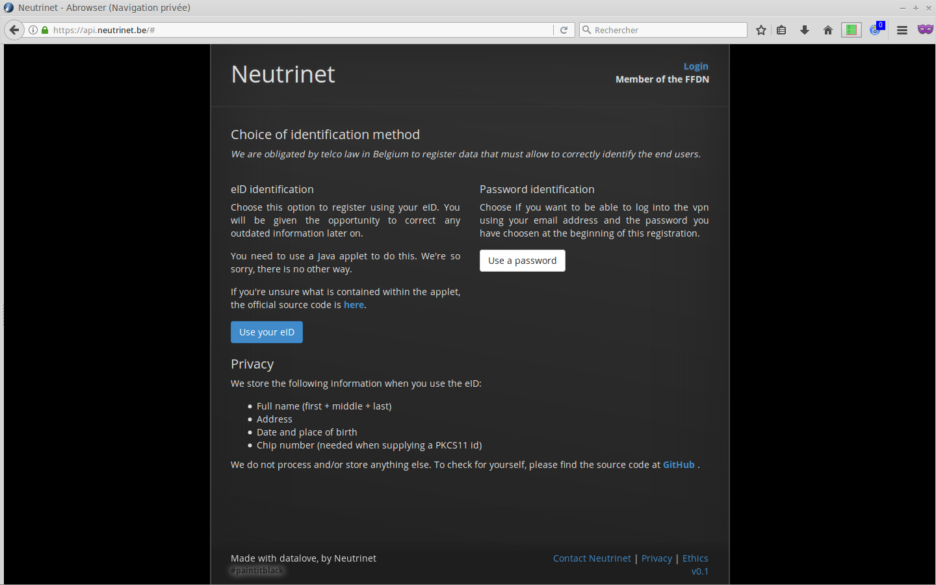 Neutrinet - Abrowser (Navigation privée)
https://api.neutrinet.be/#
Rechercher
0
Neutrinet
Login
Member of the FFDN
Choice of identification method
We are obligated by telco law in Belgium to register data that must allow to correctly identify the end users.
eID identification
Choose this option to register using your eID. You
will be given the opportunity to correct any
outdated information later on.
You need to use a Java applet to do this. We're so
sorry, there is no other way.
If you're unsure what is contained within the applet,
the official source code is here.
Use your eID
Password identification
Choose if you want to be able to log into the vpn
using your email address and the password you
have choosen at the beginning of this registration.
Use a password
Privacy
We store the following information when you use the eID:
Full name (first + middle + last)
Address
Date and place of birth
Chip number (needed when supplying a PKCS11 id)
We do not process and/or store anything else. To check for yourself, please find the source code at GitHub .
Made with datalove, by Neutrinet
#paintitblack
Contact Neutrinet | Privacy | Ethics
v0.1